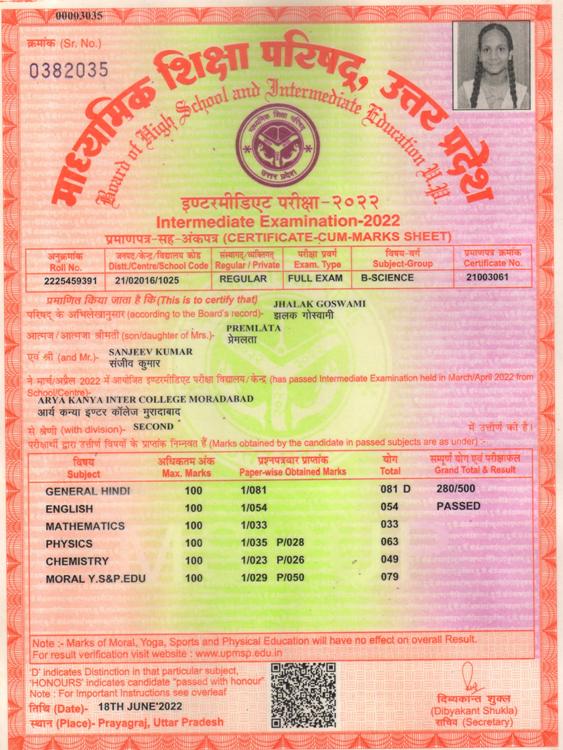 00003035
क्रमांक (Sr. No.)
0382035
माध्यमिक शिक्षा परिषद, उत्तर प्रदेश
Board of High School and Intermediate Education U.P.
माध्यमिक शिक्षा परिषद्
उत्तर प्रदेश
इण्टरमीडिएट परीक्षा-२०२२
Intermediate Examination-2022
प्रमाणपत्र-सह-अंकपत्र (CERTIFICATE-CUM-MARKS SHEET)
अनुक्रमांक जनपद/केन्द्र/विद्यालय कोड संस्थागत/व्यक्तिगत परीक्षा प्रवर्ग विषय-वर्ग प्रमाणपत्र क्रमांक
Roll No. Distt./Centre/School Code Regular / Private Exam. Type Subject-Group Certificate No.
2225459391 21/02016/1025 REGULAR FULL EXAM B-SCIENCE 21003061
प्रमाणित किया जाता है कि (This is to certify that) JHALAK GOSWAMI
परिषद के अभिलेखानुसार (according to the Board's record)- झलक गोस्वामी
आत्मज/आत्मजा श्रीमती (son/daughter of Mrs.)- PREMLATA
प्रेमलता
एवं श्री (and Mr.)- SANJEEV KUMAR
संजीव कुमार
ने मार्च/अप्रैल 2022 में आयोजित इण्टरमीडिएट परीक्षा विद्यालय/केन्द्र (has passed Intermediate Examination held in March/April 2022 from
School/Centre)-
ARYA KANYA INTER COLLEGE MORADABAD
आर्य कन्या इण्टर कॉलेज मुरादाबाद
से श्रेणी (with division)- SECOND में उत्तीर्ण की है।
परीक्षार्थी द्वारा उत्तीर्ण विषयों के प्राप्तांक निम्नवत हैं (Marks obtained by the candidate in passed subjects are as under) :-
विषय अधिकतम अंक प्रश्नपत्रवार प्राप्तांक योग सम्पूर्ण योग एवं परीक्षाफल
Subject Max. Marks Paper-wise Obtained Marks Total Grand Total & Result
GENERAL HINDI 100 1/081 081 D 280/500
ENGLISH 100 1/054 054 PASSED
MATHEMATICS 100 1/033 033
PHYSICS 100 1/035 P/028 063
CHEMISTRY 100 1/023 P/026 049
MORAL Y.S&P.EDU 100 1/029 P/050 079
Note :- Marks of Moral, Yoga, Sports and Physical Education will have no effect on overall Result.
For result verification visit website : www.upmsp.edu.in
'D' indicates Distinction in that particular subject,
'HONOURS' indicates candidate "passed with honour"
Note : For Important Instructions see overleaf
तिथि (Date)- 18TH JUNE'2022
स्थान (Place)- Prayagraj, Uttar Pradesh
दिब्यकान्त शुक्ल
(Dibyakant Shukla)
सचिव (Secretary)